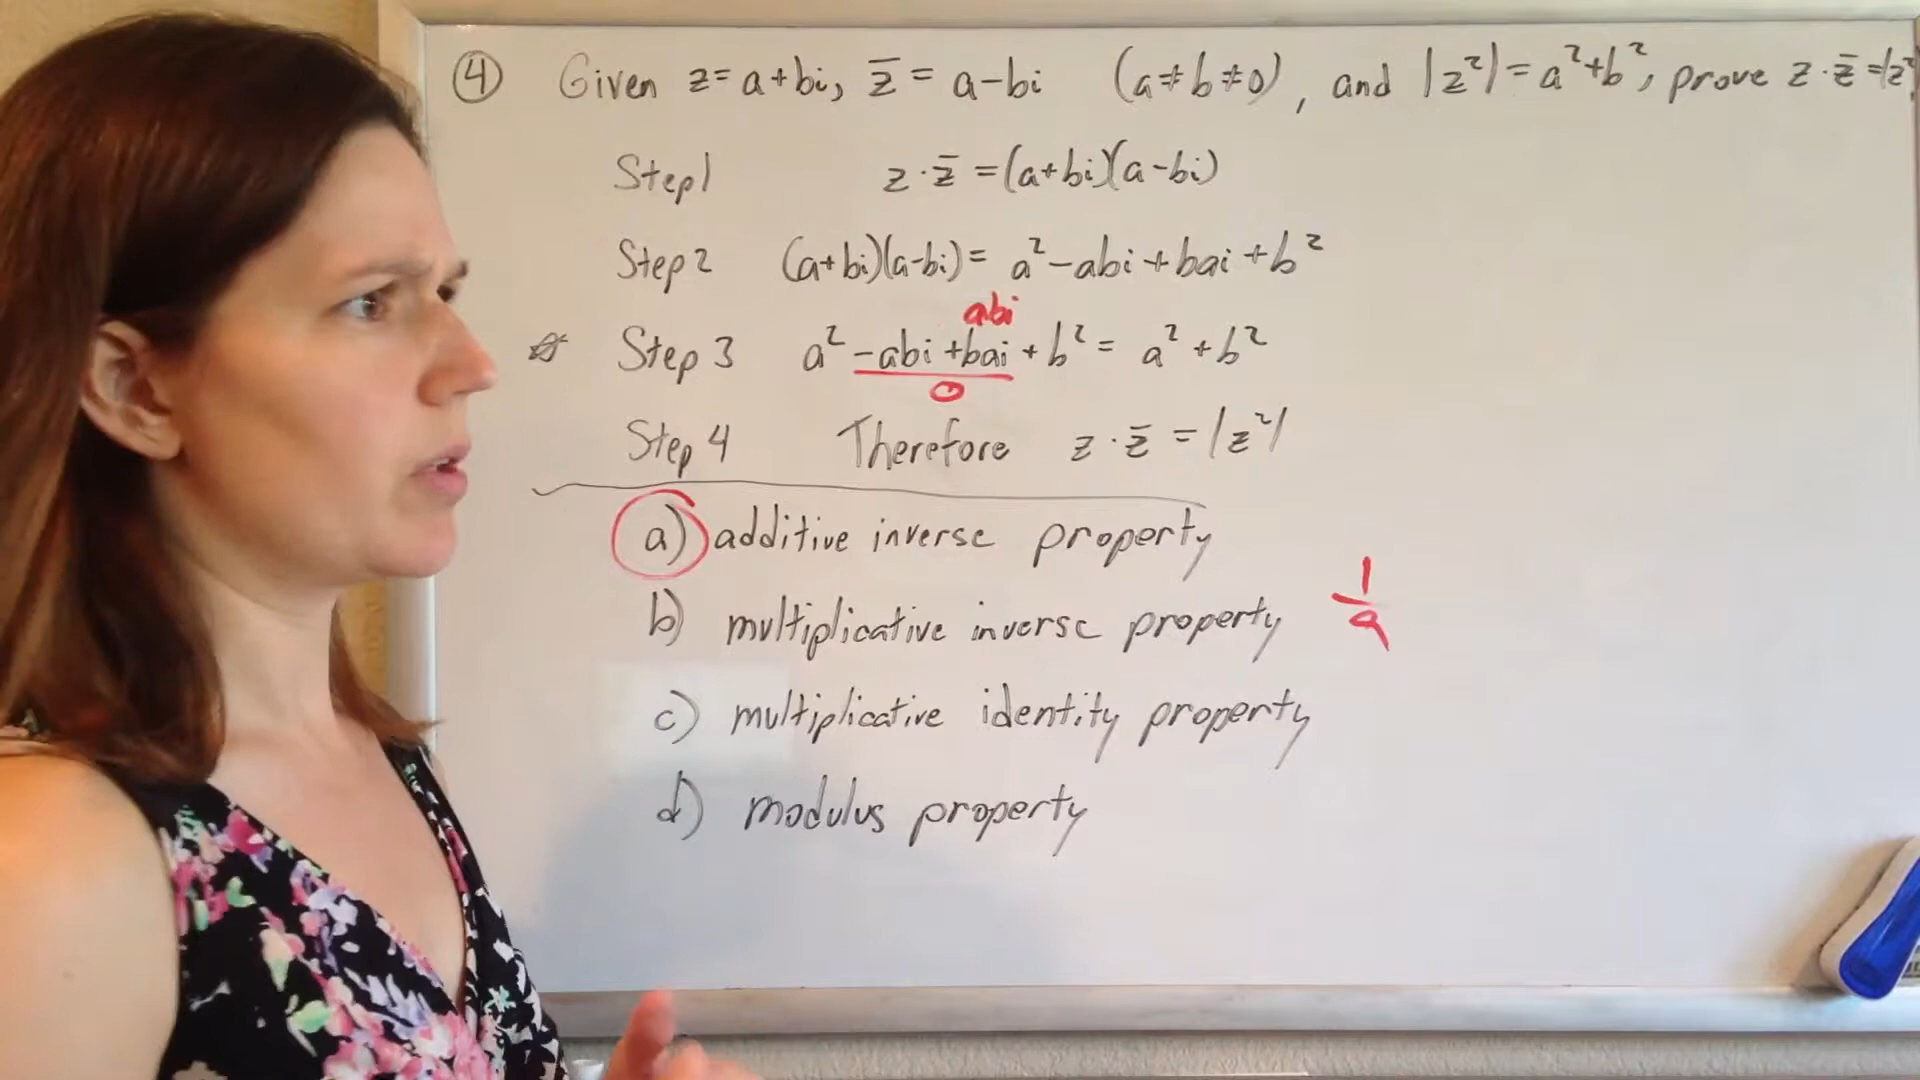 ④ Given z=a+bi, z̄ = a-bi (a≠b≠0), and |z²|=a²+b², prove z·z̄=|z²|
Step 1 z·z̄ =(a+bi)(a-bi)
Step 2 (a+bi)(a-bi)= a²-abi+bai+b²
abi
☆ Step 3 a²-abi+bai+b²= a²+b²
0
Step 4 Therefore z·z̄ =|z²|
a) additive inverse property
b) multiplicative inverse property 1/a
c) multiplicative identity property
d) modulus property